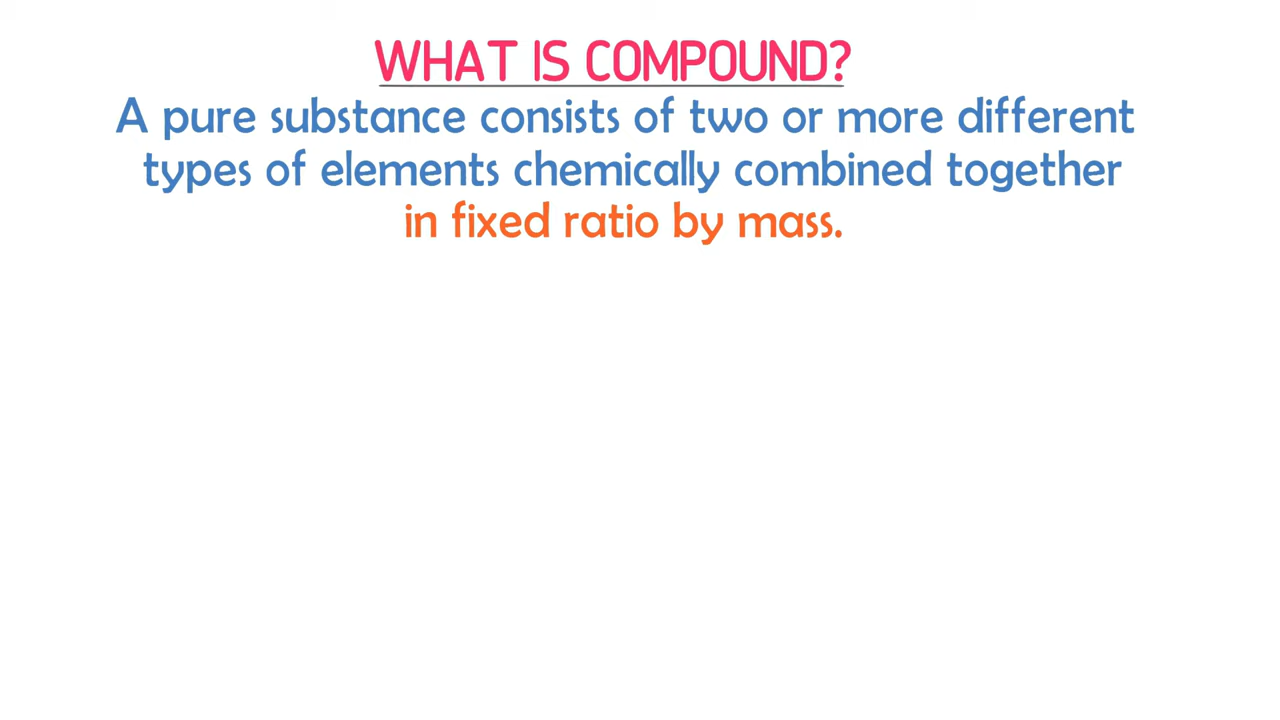 WHAT IS COMPOUND?
A pure substance consists of two or more different
types of elements chemically combined together
in fixed ratio by mass.